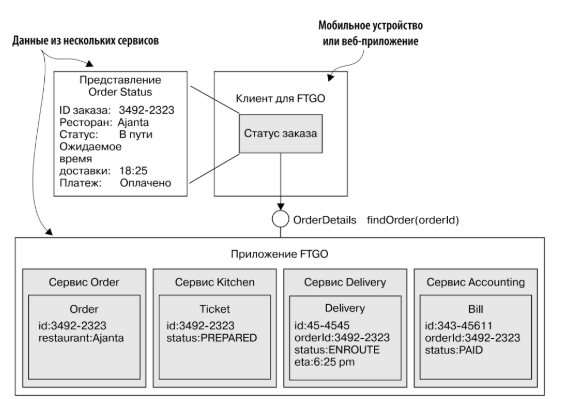 Мобильное устройство
или веб-приложение
Данные из нескольких сервисов
Представление
Order Status
ID заказа: 3492-2323
Ресторан: Ajanta
Статус: В пути
Ожидаемое
время
доставки: 18:25
Платеж: Оплачено
Клиент для FTGO
Статус заказа
OrderDetails findOrder(orderId)
Приложение FTGO
Сервис Order
Order
id:3492-2323
restaurant:Ajanta
Сервис Kitchen
Ticket
id:3492-2323
status:PREPARED
Сервис Delivery
Delivery
id:45-4545
orderId:3492-2323
status:ENROUTE
eta:6:25 pm
Сервис Accounting
Bill
id:343-45611
orderId:3492-2323
status:PAID